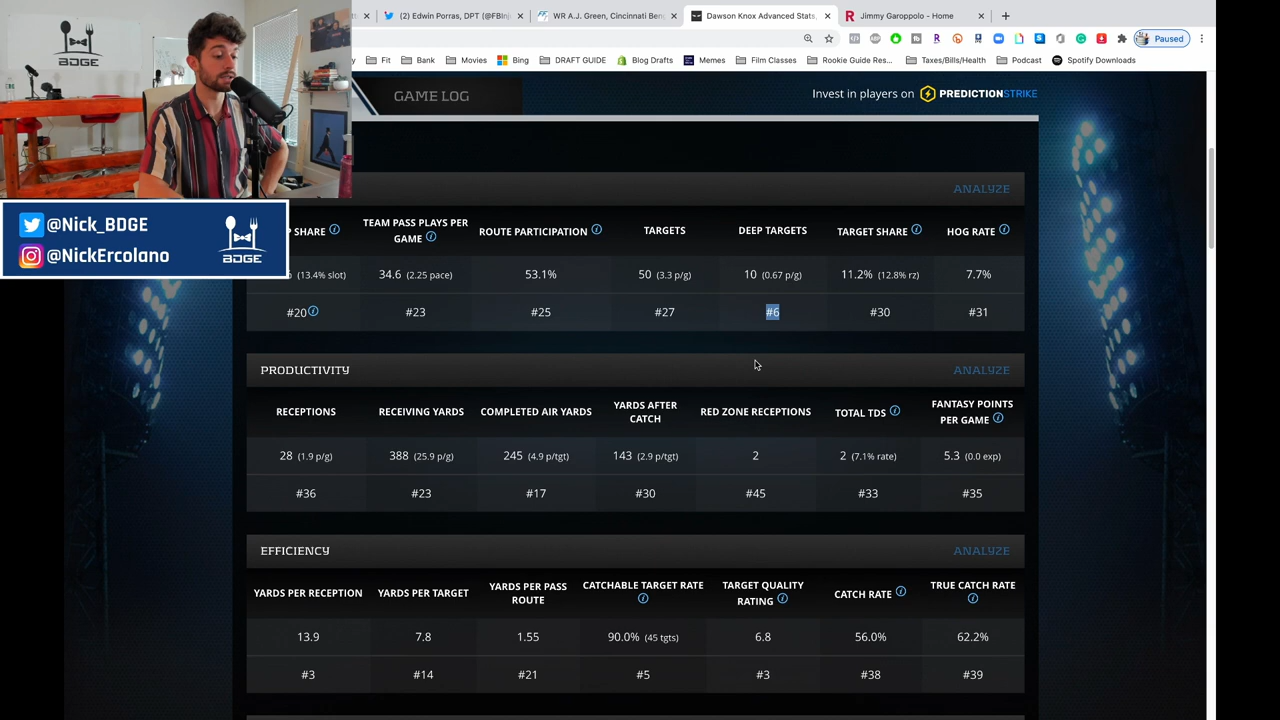 (2) Edwin Porras, DPT (@FBInj
WR A.J. Green, Cincinnati Beng
Dawson Knox Advanced Stats,
Jimmy Garoppolo - Home
Paused
Fit
Bank
Movies
Bing
DRAFT GUIDE
Blog Drafts
Memes
Film Classes
Rookie Guide Res...
Taxes/Bills/Health
Podcast
Spotify Downloads
BDGE
GAME LOG
Invest in players on PREDICTIONSTRIKE
ANALYZE
@Nick_BDGE
@NickErcolano
BDGE
P SHARE
TEAM PASS PLAYS PER GAME
ROUTE PARTICIPATION
TARGETS
DEEP TARGETS
TARGET SHARE
HOG RATE
(13.4% slot)
34.6 (2.25 pace)
53.1%
50 (3.3 p/g)
10 (0.67 p/g)
11.2% (12.8% rz)
7.7%
#20
#23
#25
#27
#6
#30
#31
PRODUCTIVITY
ANALYZE
RECEPTIONS
RECEIVING YARDS
COMPLETED AIR YARDS
YARDS AFTER CATCH
RED ZONE RECEPTIONS
TOTAL TDS
FANTASY POINTS PER GAME
28 (1.9 p/g)
388 (25.9 p/g)
245 (4.9 p/tgt)
143 (2.9 p/tgt)
2
2 (7.1% rate)
5.3 (0.0 exp)
#36
#23
#17
#30
#45
#33
#35
EFFICIENCY
ANALYZE
YARDS PER RECEPTION
YARDS PER TARGET
YARDS PER PASS ROUTE
CATCHABLE TARGET RATE
TARGET QUALITY RATING
CATCH RATE
TRUE CATCH RATE
13.9
7.8
1.55
90.0% (45 tgts)
6.8
56.0%
62.2%
#3
#14
#21
#5
#3
#38
#39